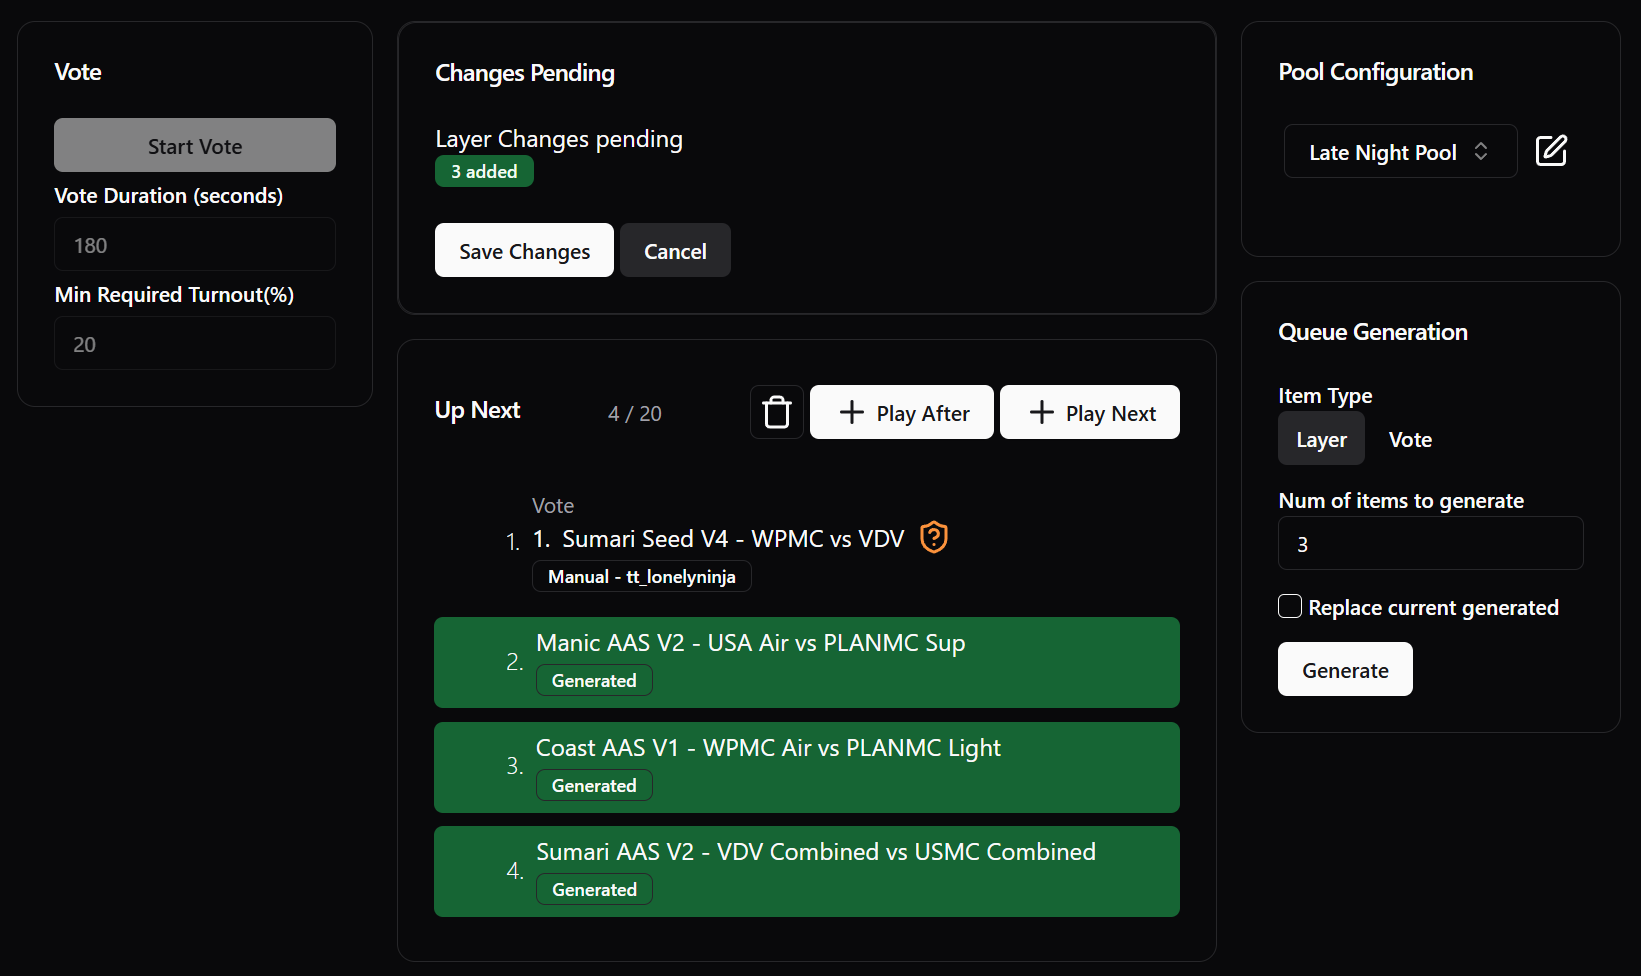 Vote
Start Vote
Vote Duration (seconds)
180
Min Required Turnout(%)
20
Changes Pending
Layer Changes pending
3 added
Save Changes
Cancel
Up Next
4 / 20
Play After
Play Next
Vote
1.
1. Sumari Seed V4 - WPMC vs VDV
Manual - tt_lonelyninja
2.
Manic AAS V2 - USA Air vs PLANMC Sup
Generated
3.
Coast AAS V1 - WPMC Air vs PLANMC Light
Generated
4.
Sumari AAS V2 - VDV Combined vs USMC Combined
Generated
Pool Configuration
Late Night Pool
Queue Generation
Item Type
Layer
Vote
Num of items to generate
3
Replace current generated
Generate